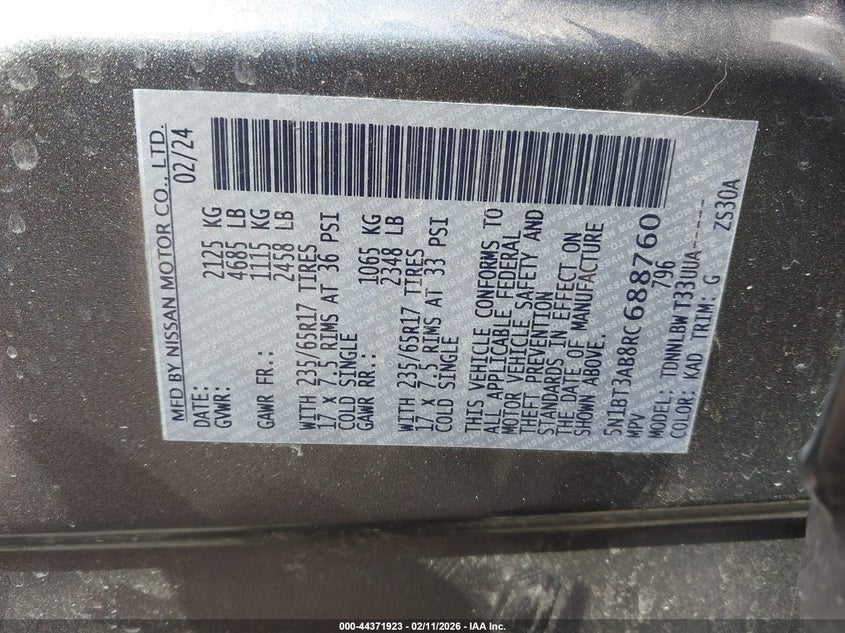 MFD BY NISSAN MOTOR CO., LTD.
DATE: 02/24
GVWR: 2125 KG
4685 LB
GAWR FR.: 1115 KG
2458 LB
WITH 235/65R17 TIRES
17 x 7.5 RIMS AT 36 PSI
COLD SINGLE
GAWR RR.: 1065 KG
2348 LB
WITH 235/65R17 TIRES
17 x 7.5 RIMS AT 33 PSI
COLD SINGLE
THIS VEHICLE CONFORMS TO
ALL APPLICABLE FEDERAL
MOTOR VEHICLE SAFETY AND
THEFT PREVENTION
STANDARDS IN EFFECT ON
THE DATE OF MANUFACTURE
SHOWN ABOVE.
5N1BT3AB8RC688760
MPV 796
MODEL: TDNNLBW T33UUA-----
COLOR: KAD TRIM: G ZS30A
000-44371923 | 02/11/2026 - IAA Inc.